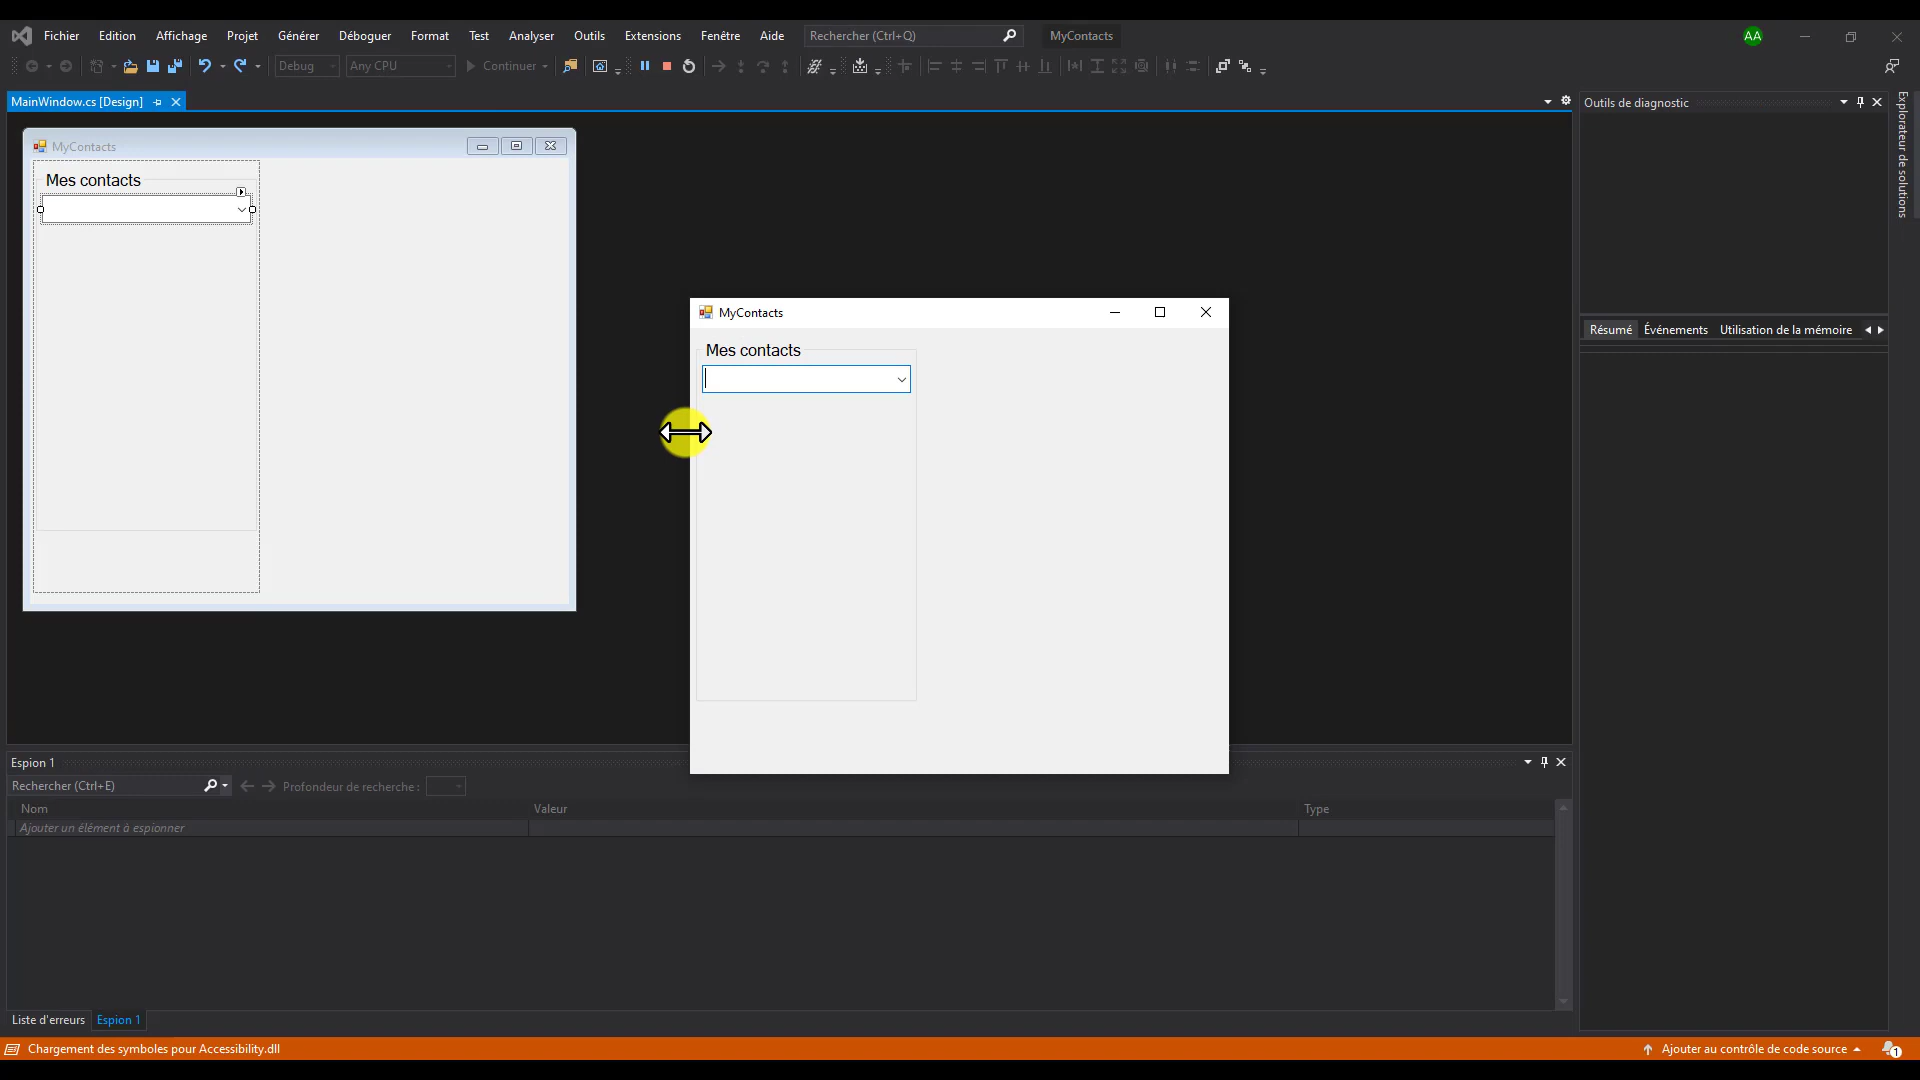 Fichier Edition Affichage Projet Générer Déboguer Format Test Analyser Outils Extensions Fenêtre Aide Rechercher (Ctrl+Q) MyContacts AA
Debug Any CPU Continuer
MainWindow.cs [Design]
Outils de diagnostic
Explorateur de solutions
MyContacts
Mes contacts
MyContacts
Mes contacts
Résumé Événements Utilisation de la mémoire
Espion 1
Rechercher (Ctrl+E) Profondeur de recherche :
Nom Valeur Type
Ajouter un élément à espionner
Liste d'erreurs Espion 1
Chargement des symboles pour Accessibility.dll Ajouter au contrôle de code source 1